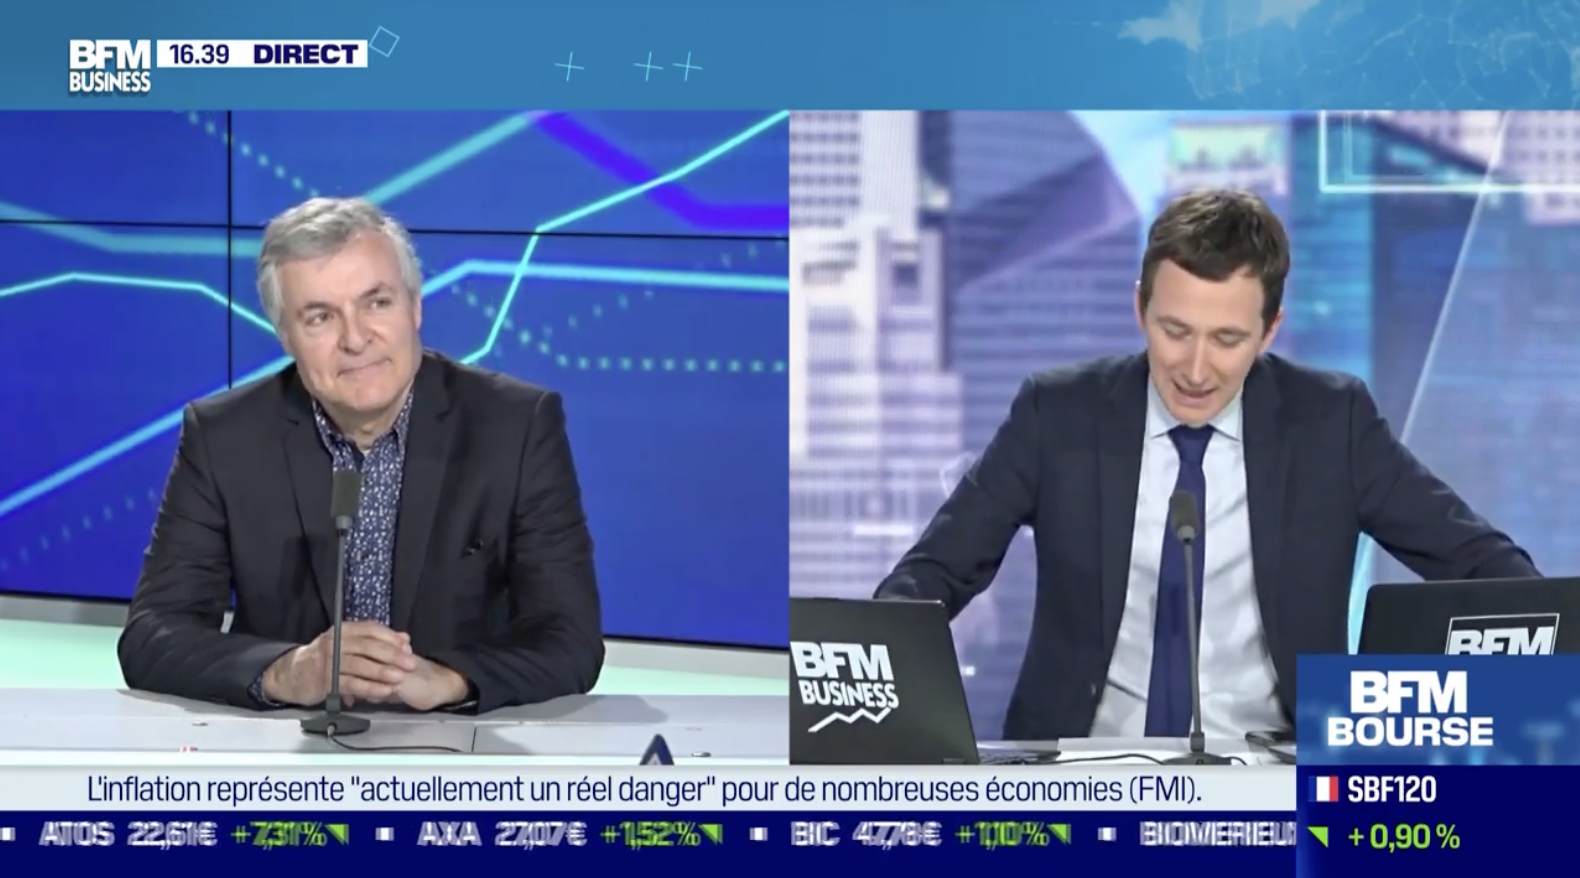 BFM
BUSINESS
16.39 DIRECT
BFM
BUSINESS
BFM
BFM
BOURSE
L'inflation représente "actuellement un réel danger" pour de nombreuses économies (FMI).
SBF120
+0,90%
ATOS 22,61€ +7,31% AXA 27,07€ +1,52% BIC 47,78€ +1,10% BIOMERIEU